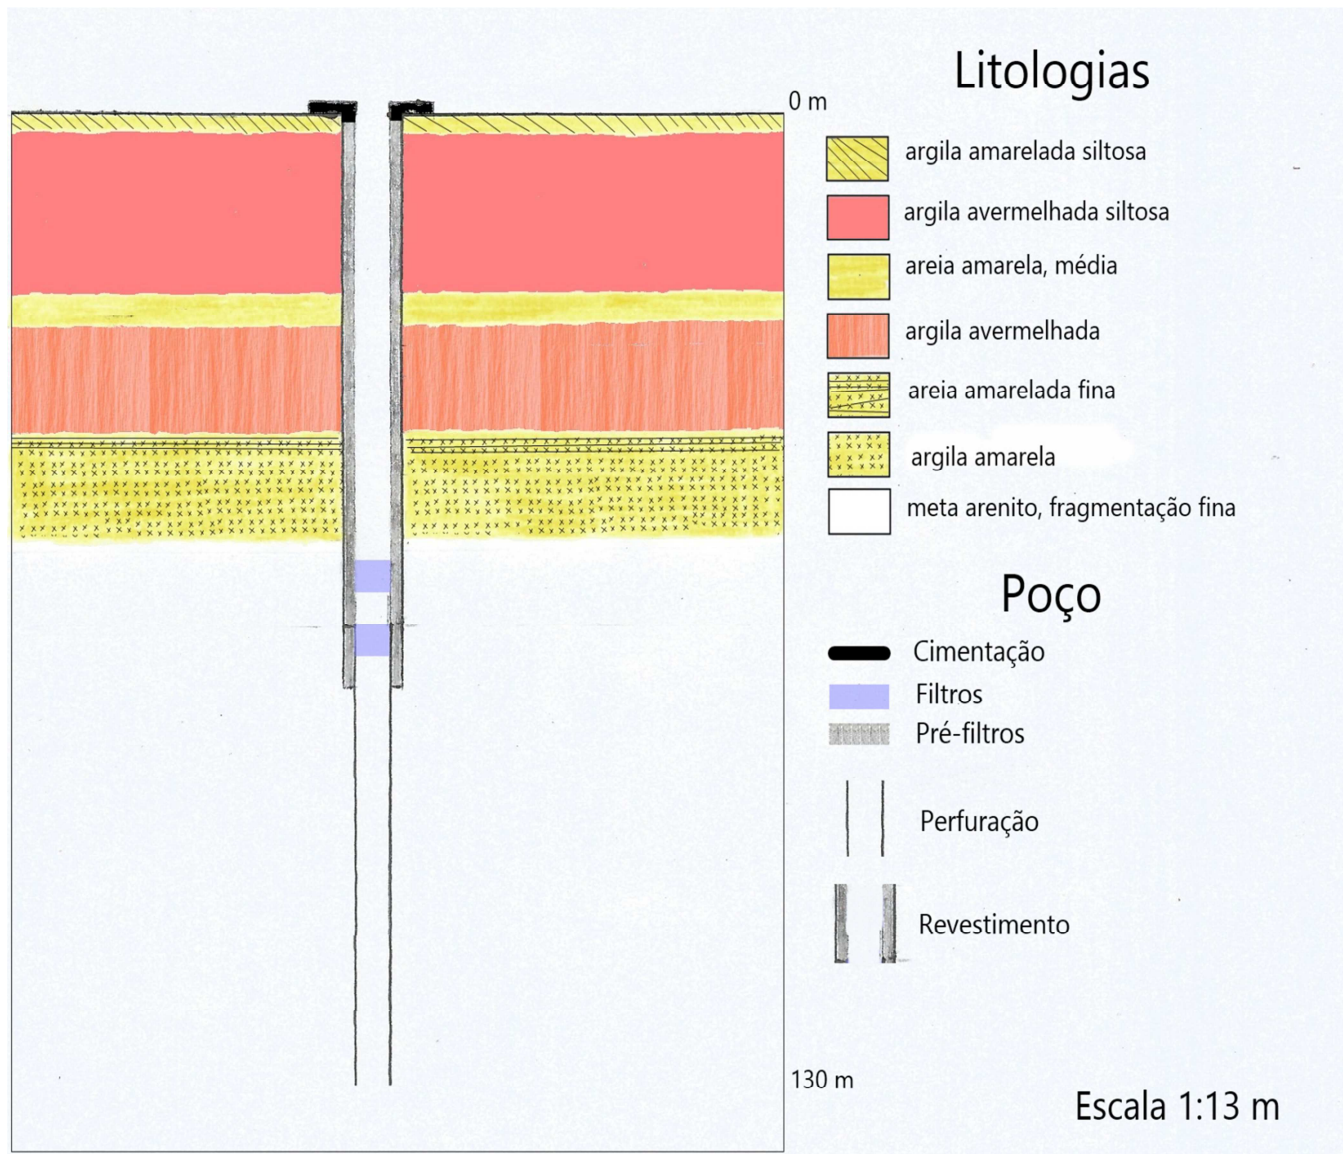 Litologias
0 m
argila amarelada siltosa
argila avermelhada siltosa
areia amarela, média
argila avermelhada
areia amarelada fina
argila amarela
meta arenito, fragmentação fina
Poço
Cimentação
Filtros
Pré-filtros
Perfuração
Revestimento
130 m
Escala 1:13 m